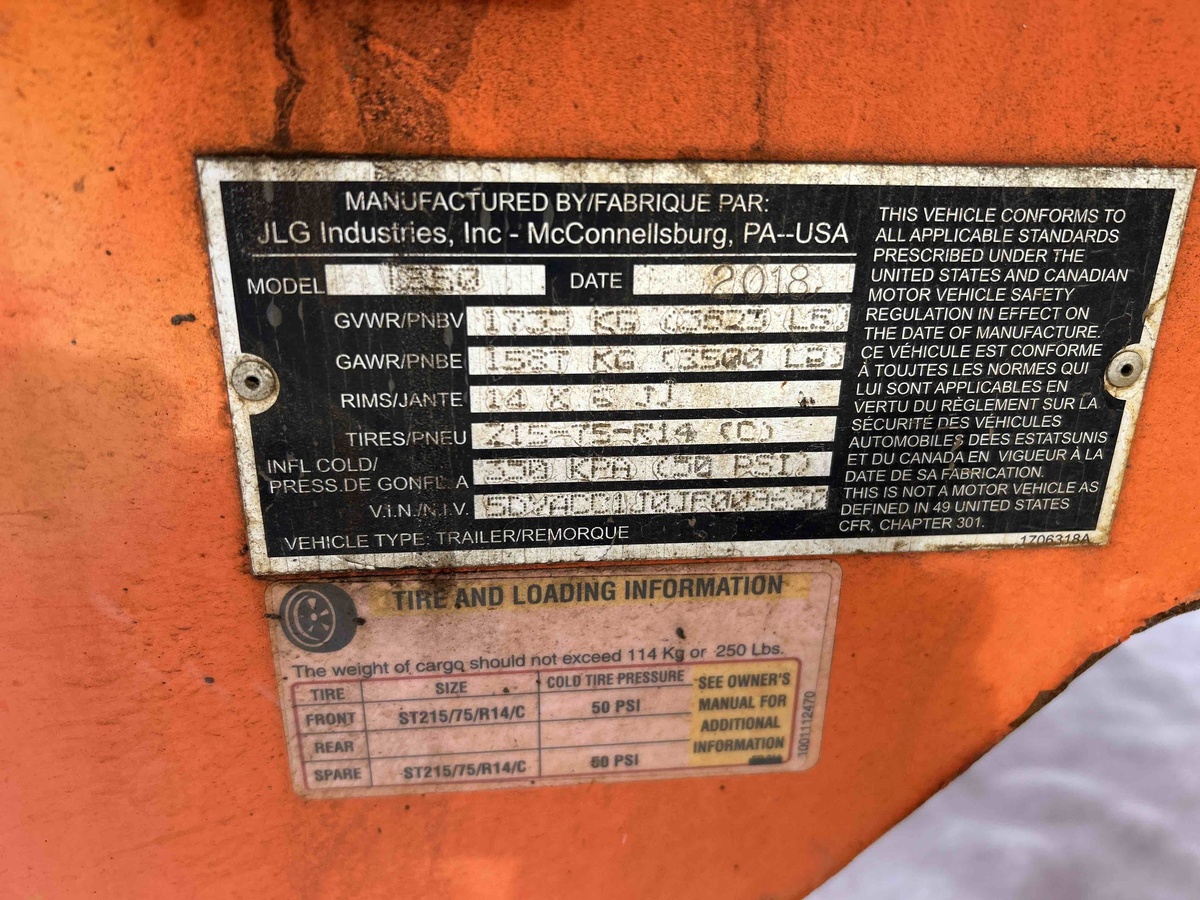 MANUFACTURED BY/FABRIQUE PAR:
JLG Industries, Inc - McConnellsburg, PA--USA
MODEL
DATE 2018
GVWR/PNBV KG
GAWR/PNBE 1587 KG (3500 LB)
RIMS/JANTE 14 X 6 JJ
TIRES/PNEU 215-75-R14 (C)
INFL COLD/
PRESS.DE GONFL.A 350 KPA (50 PSI)
V.I.N./N.I.V.
VEHICLE TYPE: TRAILER/REMORQUE
THIS VEHICLE CONFORMS TO
ALL APPLICABLE STANDARDS
PRESCRIBED UNDER THE
UNITED STATES AND CANADIAN
MOTOR VEHICLE SAFETY
REGULATION IN EFFECT ON
THE DATE OF MANUFACTURE.
CE VÉHICULE EST CONFORME
À TOUJTES LES NORMES QUI
LUI SONT APPLICABLES EN
VERTU DU RÈGLEMENT SUR LA
SÉCURITÉ DES VÉHICULES
AUTOMOBILES DEES ESTATSUNIS
ET DU CANADA EN VIGUEUR À LA
DATE DE SA FABRICATION.
THIS IS NOT A MOTOR VEHICLE AS
DEFINED IN 49 UNITED STATES
CFR, CHAPTER 301.
1706318A
TIRE AND LOADING INFORMATION
The weight of cargo should not exceed 114 Kg or 250 Lbs.
TIRE SIZE COLD TIRE PRESSURE
FRONT ST215/75/R14/C 50 PSI
REAR
SPARE ST215/75/R14/C 50 PSI
SEE OWNER'S
MANUAL FOR
ADDITIONAL
INFORMATION
1001112470